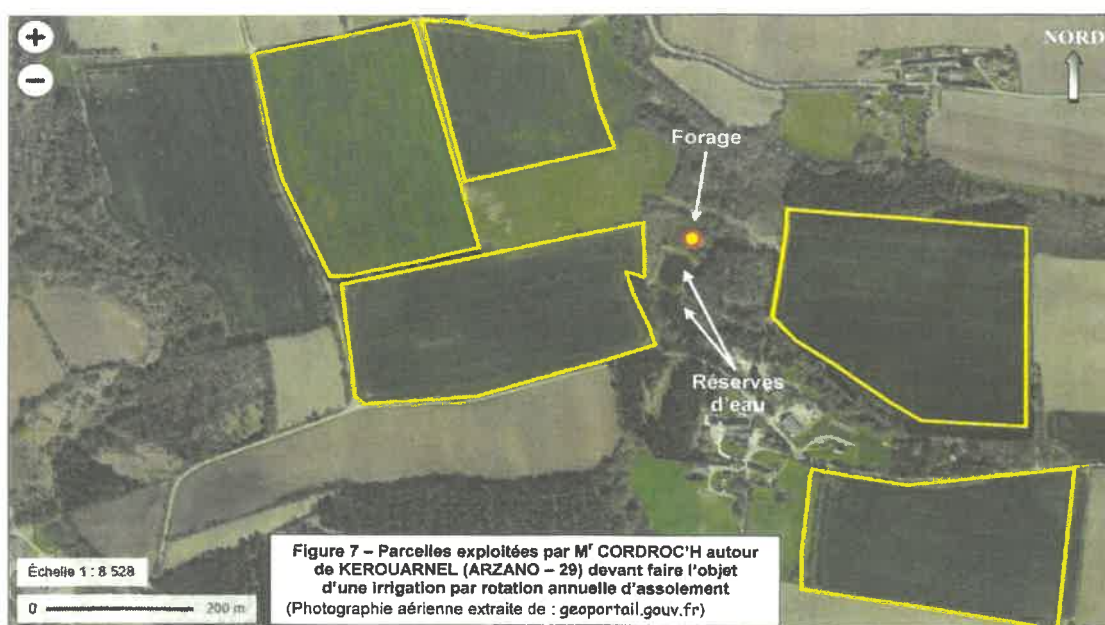 +
−
NORD
Forage
Réserves
d'eau
Échelle 1 : 8 528
0 200 m
Figure 7 – Parcelles exploitées par Mr CORDROC'H autour
de KEROUARNEL (ARZANO – 29) devant faire l'objet
d'une irrigation par rotation annuelle d'assolement
(Photographie aérienne extraite de : geoportail.gouv.fr)